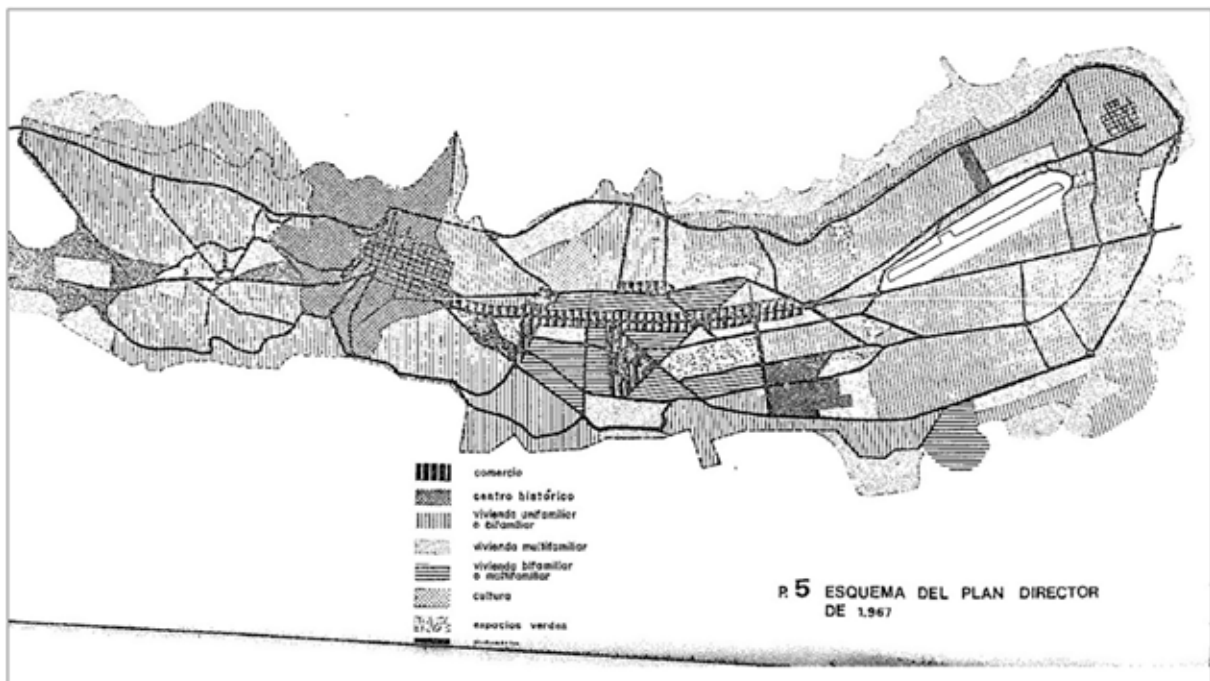 comercio
centro histórico
vivienda unifamiliar
o bifamiliar
vivienda multifamiliar
vivienda bifamiliar
o multifamiliar
cultura
espacios verdes
P. 5 ESQUEMA DEL PLAN DIRECTOR
DE 1.967